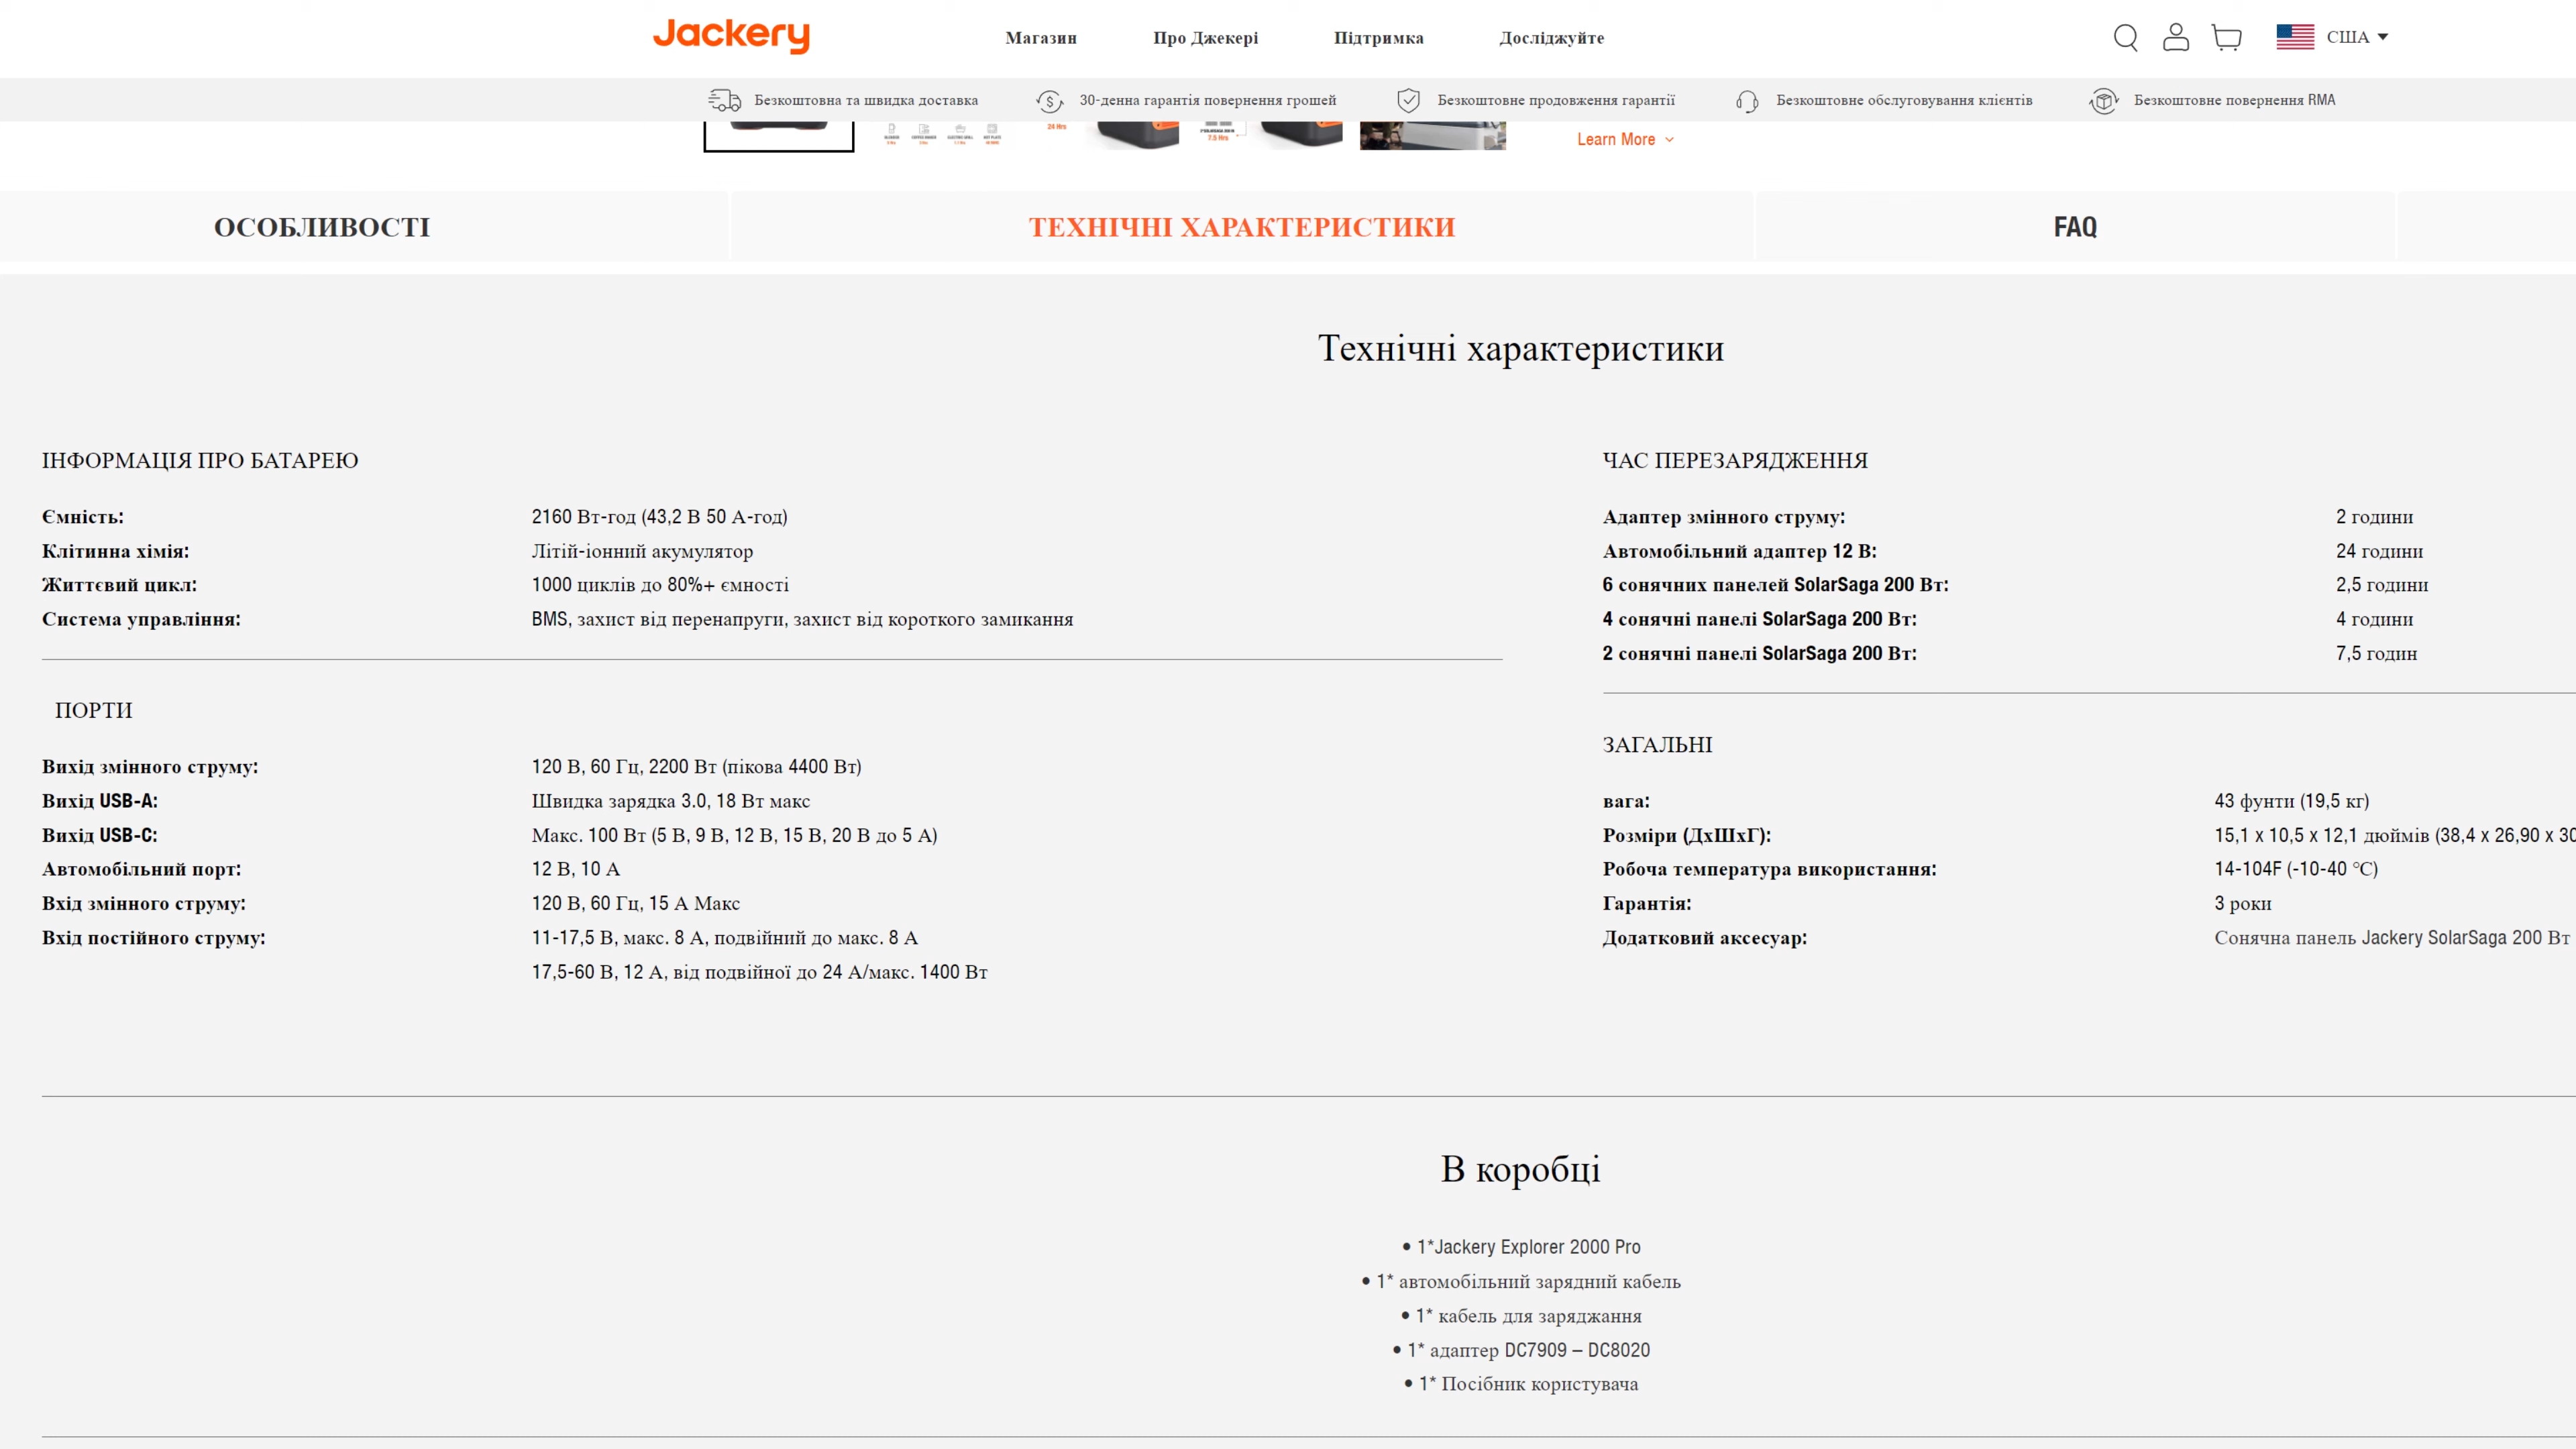 Jackery
Магазин
Про Джекері
Підтримка
Досліджуйте
США
Безкоштовна та швидка доставка
30-денна гарантія повернення грошей
Безкоштовне продовження гарантії
Безкоштовне обслуговування клієнтів
Безкоштовне повернення RMA
24 Hrs
7.5 Hrs
Learn More
ОСОБЛИВОСТІ
ТЕХНІЧНІ ХАРАКТЕРИСТИКИ
FAQ
Технічні характеристики
ІНФОРМАЦІЯ ПРО БАТАРЕЮ
Ємність: 2160 Вт-год (43,2 В 50 А-год)
Клітинна хімія: Літій-іонний акумулятор
Життєвий цикл: 1000 циклів до 80%+ ємності
Система управління: BMS, захист від перенапруги, захист від короткого замикання
ПОРТИ
Вихід змінного струму: 120 В, 60 Гц, 2200 Вт (пікова 4400 Вт)
Вихід USB-A: Швидка зарядка 3.0, 18 Вт макс
Вихід USB-C: Макс. 100 Вт (5 В, 9 В, 12 В, 15 В, 20 В до 5 А)
Автомобільний порт: 12 В, 10 А
Вхід змінного струму: 120 В, 60 Гц, 15 А Макс
Вхід постійного струму: 11-17,5 В, макс. 8 А, подвійний до макс. 8 А
17,5-60 В, 12 А, від подвійної до 24 А/макс. 1400 Вт
ЧАС ПЕРЕЗАРЯДЖЕННЯ
Адаптер змінного струму: 2 години
Автомобільний адаптер 12 В: 24 години
6 сонячних панелей SolarSaga 200 Вт: 2,5 години
4 сонячні панелі SolarSaga 200 Вт: 4 години
2 сонячні панелі SolarSaga 200 Вт: 7,5 годин
ЗАГАЛЬНІ
вага: 43 фунти (19,5 кг)
Розміри (ДхШхГ): 15,1 x 10,5 x 12,1 дюймів (38,4 x 26,90 x 30
Робоча температура використання: 14-104F (-10-40 ℃)
Гарантія: 3 роки
Додатковий аксесуар: Сонячна панель Jackery SolarSaga 200 Вт
В коробці
• 1*Jackery Explorer 2000 Pro
• 1* автомобільний зарядний кабель
• 1* кабель для заряджання
• 1* адаптер DC7909 – DC8020
• 1* Посібник користувача